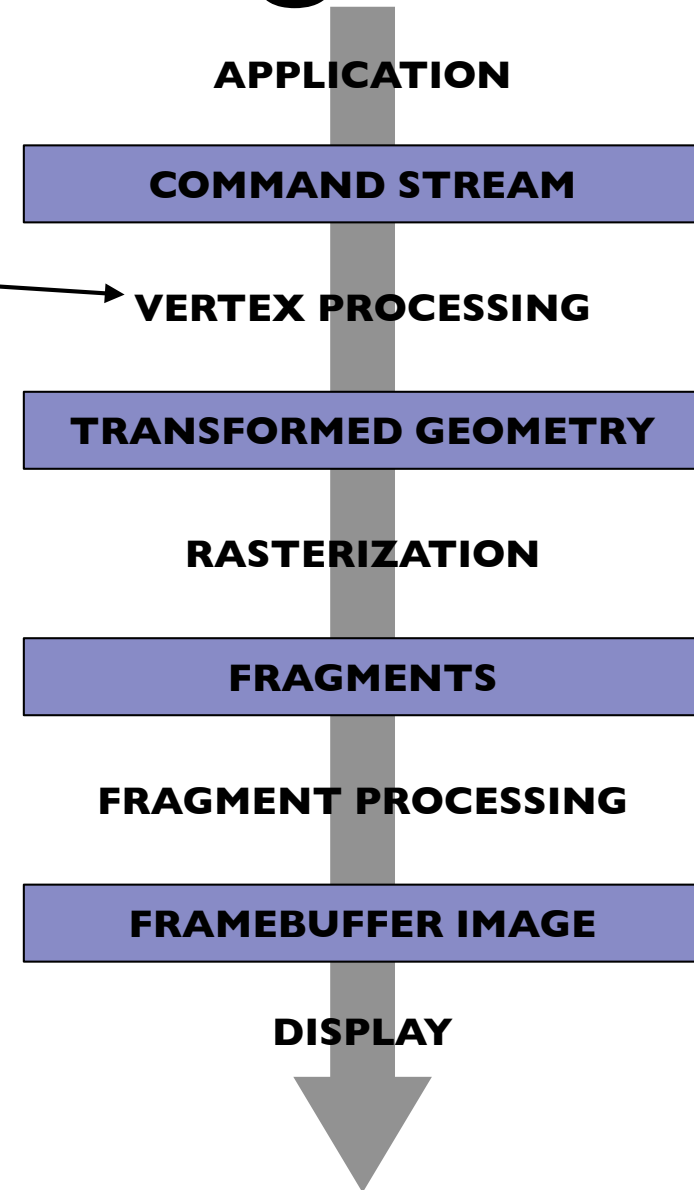 APPLICATION
COMMAND STREAM
VERTEX PROCESSING
TRANSFORMED GEOMETRY
RASTERIZATION
FRAGMENTS
FRAGMENT PROCESSING
FRAMEBUFFER IMAGE
DISPLAY